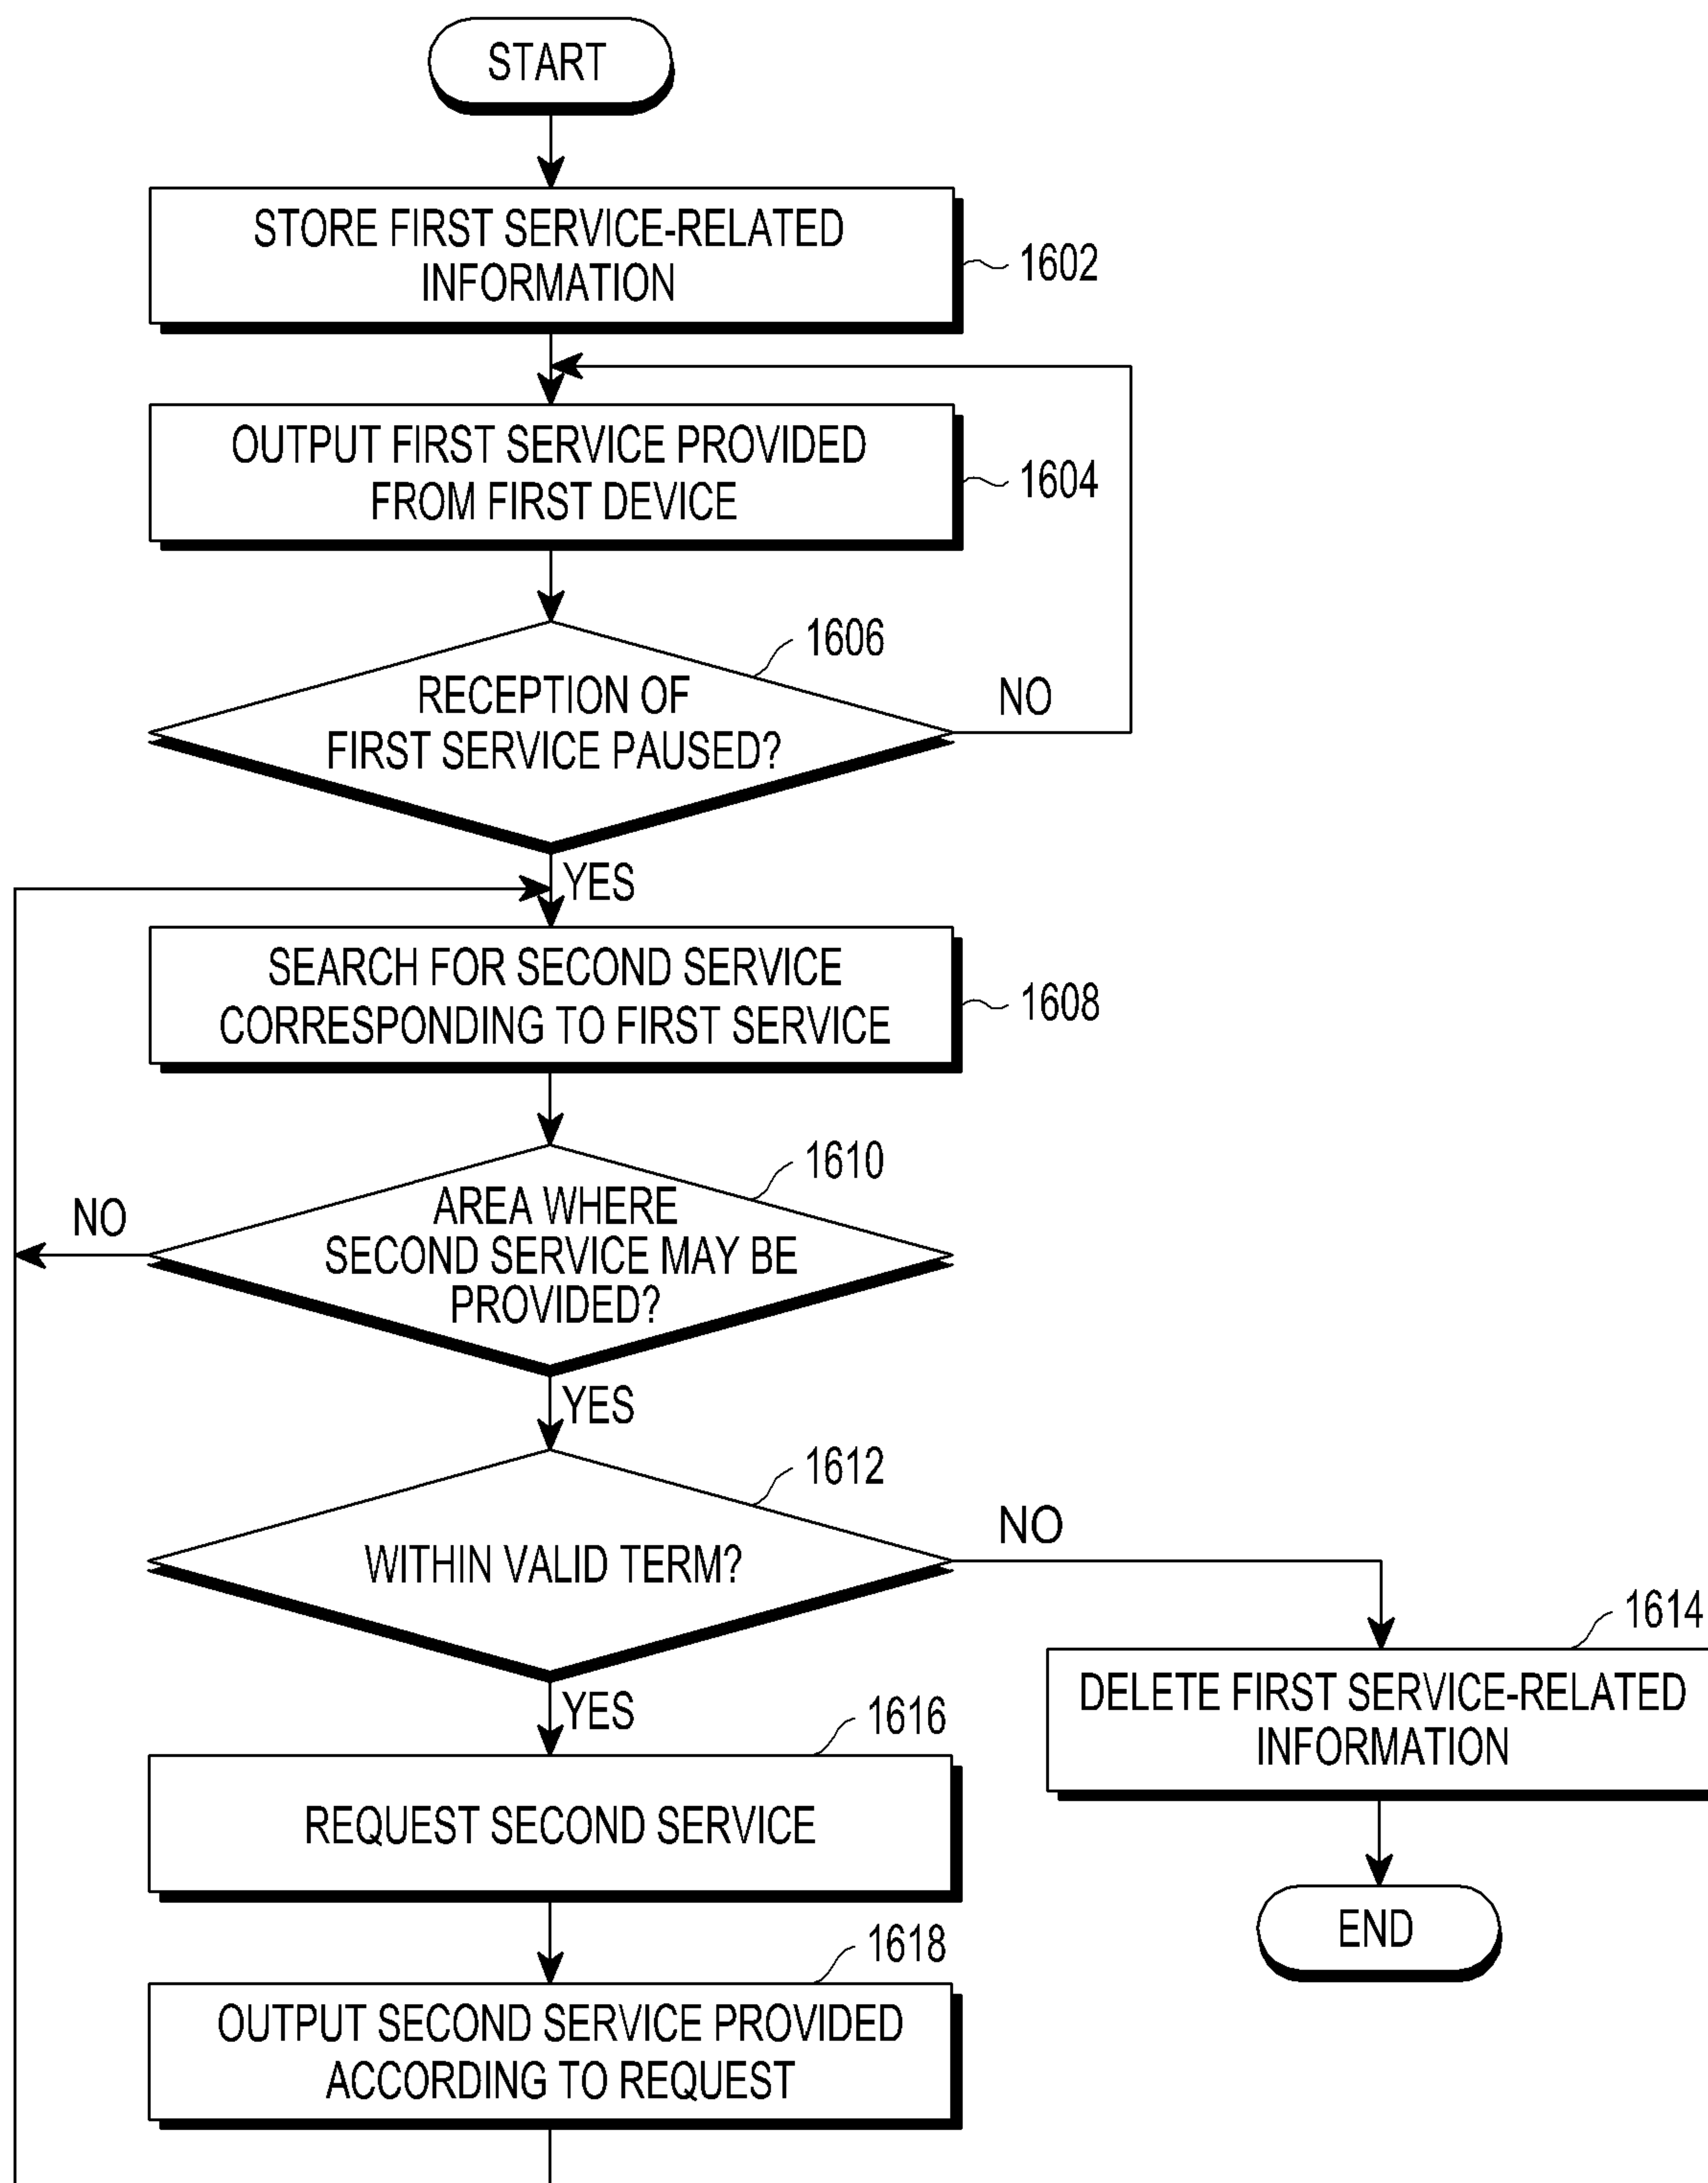 START
STORE FIRST SERVICE-RELATED
INFORMATION
1602
OUTPUT FIRST SERVICE PROVIDED
FROM FIRST DEVICE
1604
1606
RECEPTION OF
FIRST SERVICE PAUSED?
NO
YES
SEARCH FOR SECOND SERVICE
CORRESPONDING TO FIRST SERVICE
1608
1610
AREA WHERE
SECOND SERVICE MAY BE
PROVIDED?
NO
YES
1612
WITHIN VALID TERM?
NO
YES
1614
DELETE FIRST SERVICE-RELATED
INFORMATION
1616
REQUEST SECOND SERVICE
END
1618
OUTPUT SECOND SERVICE PROVIDED
ACCORDING TO REQUEST